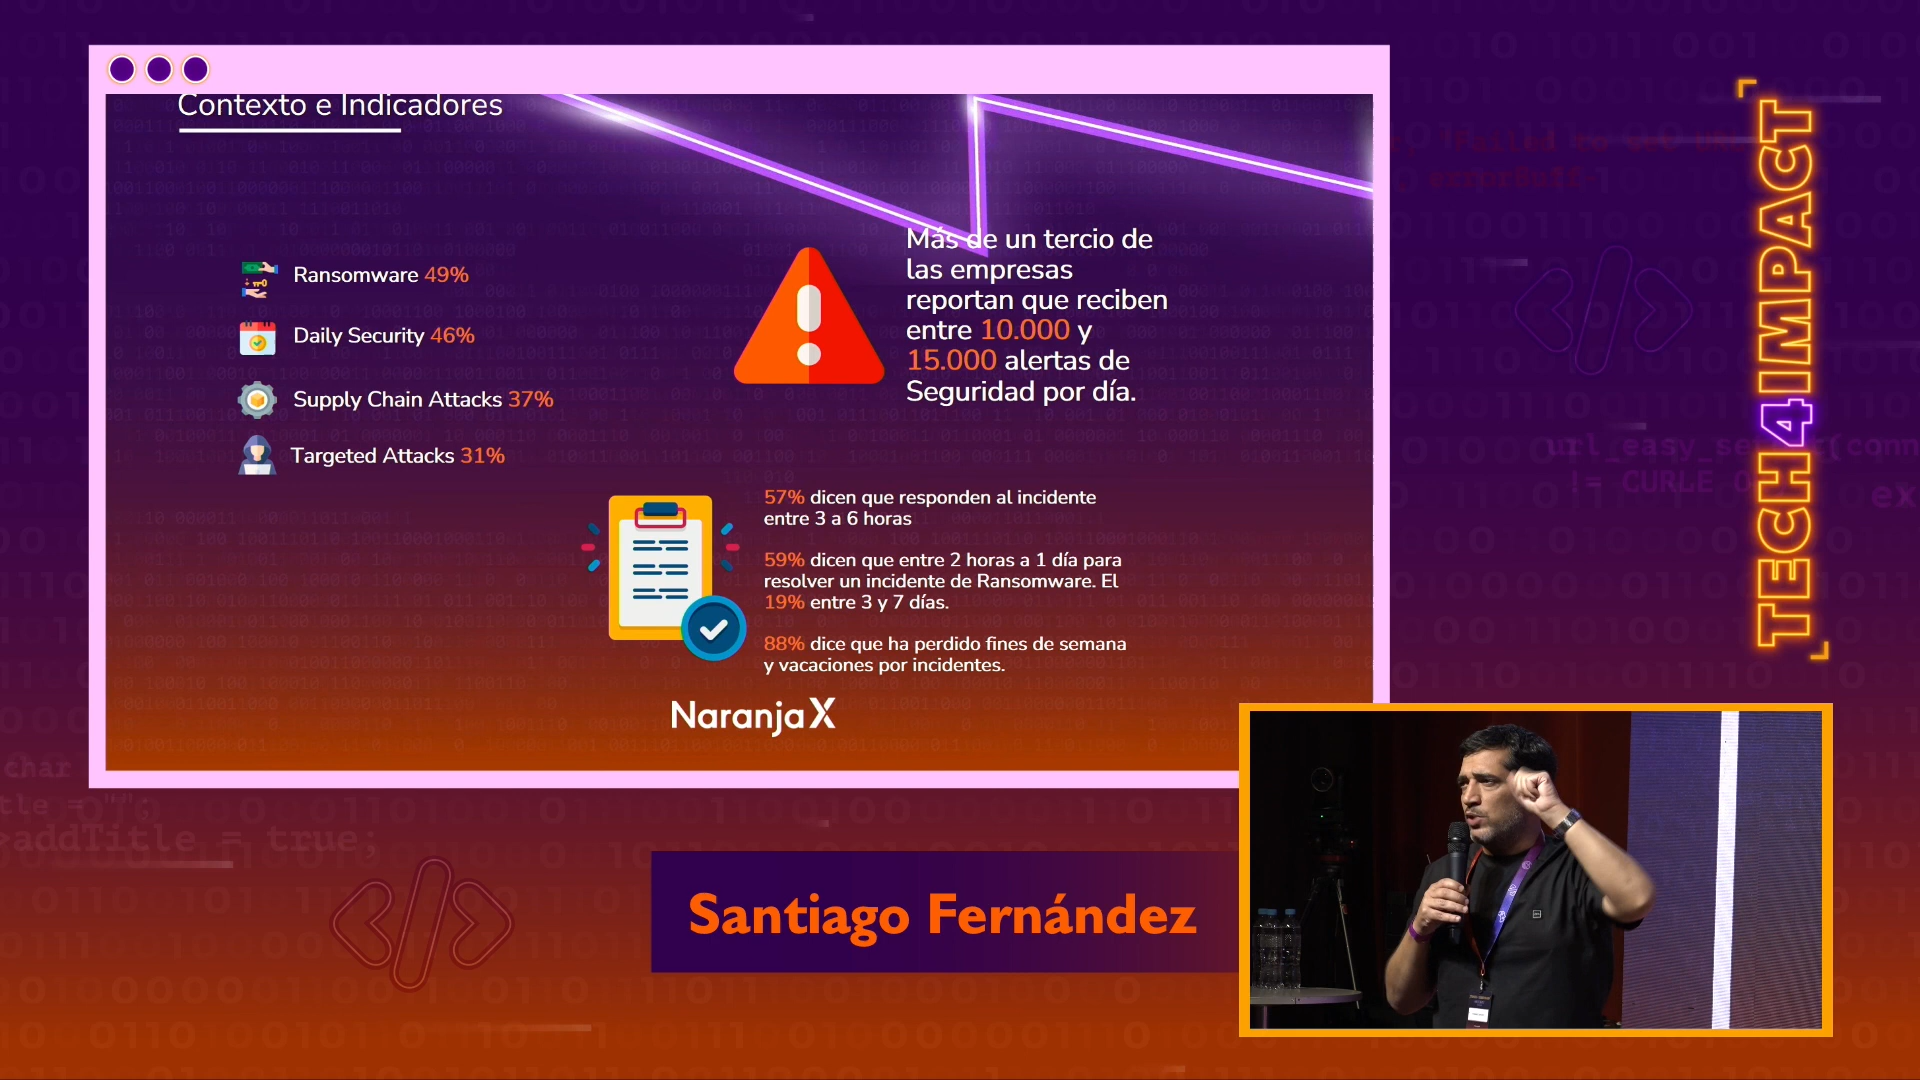 Contexto e Indicadores
Ransomware 49%
Daily Security 46%
Supply Chain Attacks 37%
Targeted Attacks 31%
Más de un tercio de
las empresas
reportan que reciben
entre 10.000 y
15.000 alertas de
Seguridad por día.
57% dicen que responden al incidente
entre 3 a 6 horas
59% dicen que entre 2 horas a 1 día para
resolver un incidente de Ransomware. El
19% entre 3 y 7 días.
88% dice que ha perdido fines de semana
y vacaciones por incidentes.
NaranjaX
TECH4IMPACT
Santiago Fernández
char
>addTitle = true;